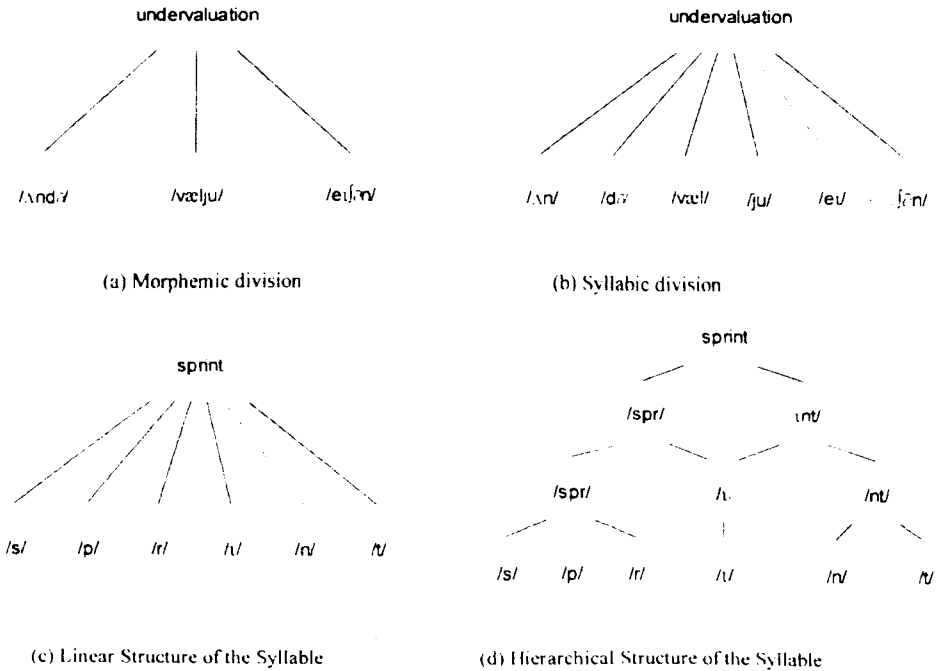 undervaluation
/ʌndə/ /vælju/ /eɪʃən/
(a) Morphemic division
undervaluation
/ʌn/ /də/ /væl/ /ju/ /eɪ/ ʃən/
(b) Syllabic division
sprint
/s/ /p/ /r/ /ɩ/ /n/ /t/
(c) Linear Structure of the Syllable
sprint
/spr/ ɩnt/
/spr/ /ɩ /nt/
/s/ /p/ /r/ /ɩ/ /n/ /t/
(d) Hierarchical Structure of the Syllable